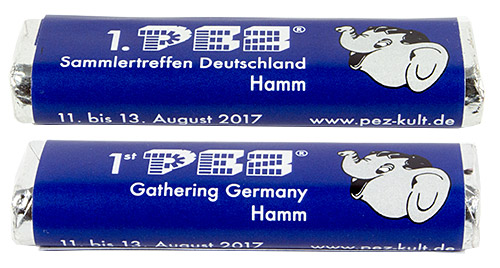 1. PEZ®
Sammlertreffen Deutschland
Hamm
11. bis 13. August 2017 www.pez-kult.de
1st PEZ®
Gathering Germany
Hamm
11. bis 13. August 2017 www.pez-kult.de